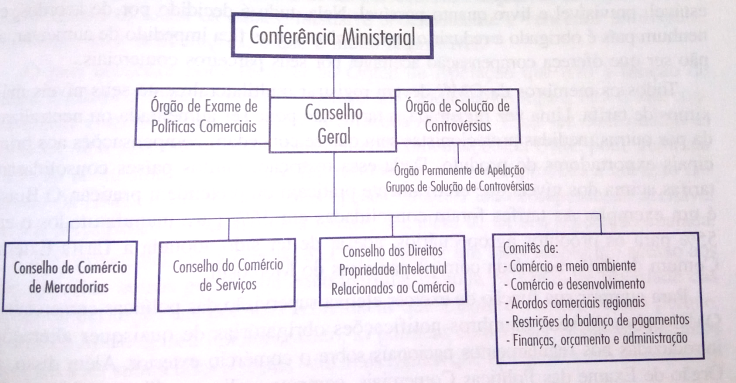 Conferência Ministerial
Órgão de Exame de
Políticas Comerciais
Conselho
Geral
Órgão de Solução de
Controvérsias
Órgão Permanente de Apelação
Grupos de Solução de Controvérsias
Conselho de Comércio
de Mercadorias
Conselho do Comércio
de Serviços
Conselho dos Direitos
Propriedade Intelectual
Relacionados ao Comércio
Comitês de:
- Comércio e meio ambiente
- Comércio e desenvolvimento
- Acordos comerciais regionais
- Restrições do balanço de pagamentos
- Finanças, orçamento e administração